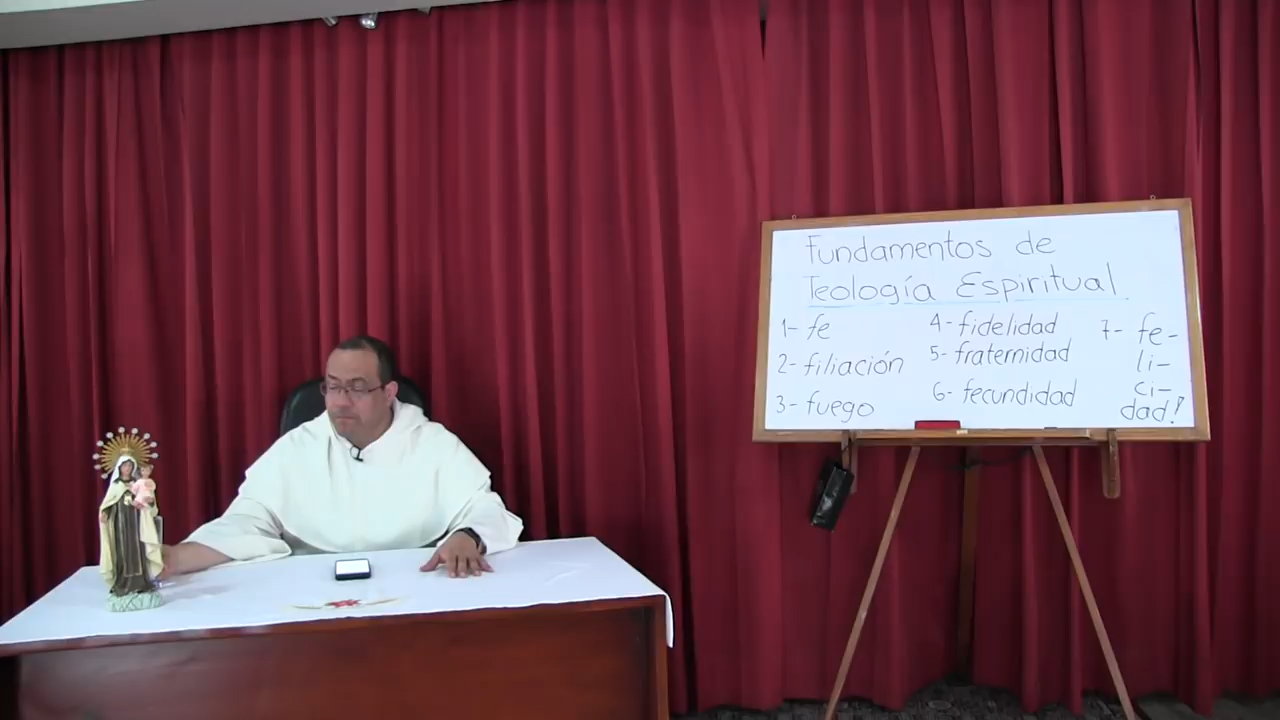 Fundamentos de
Teología Espiritual
1- fe
2- filiación
3- fuego
4- fidelidad
5- fraternidad
6- fecundidad
7- fe-
li-
ci-
dad!